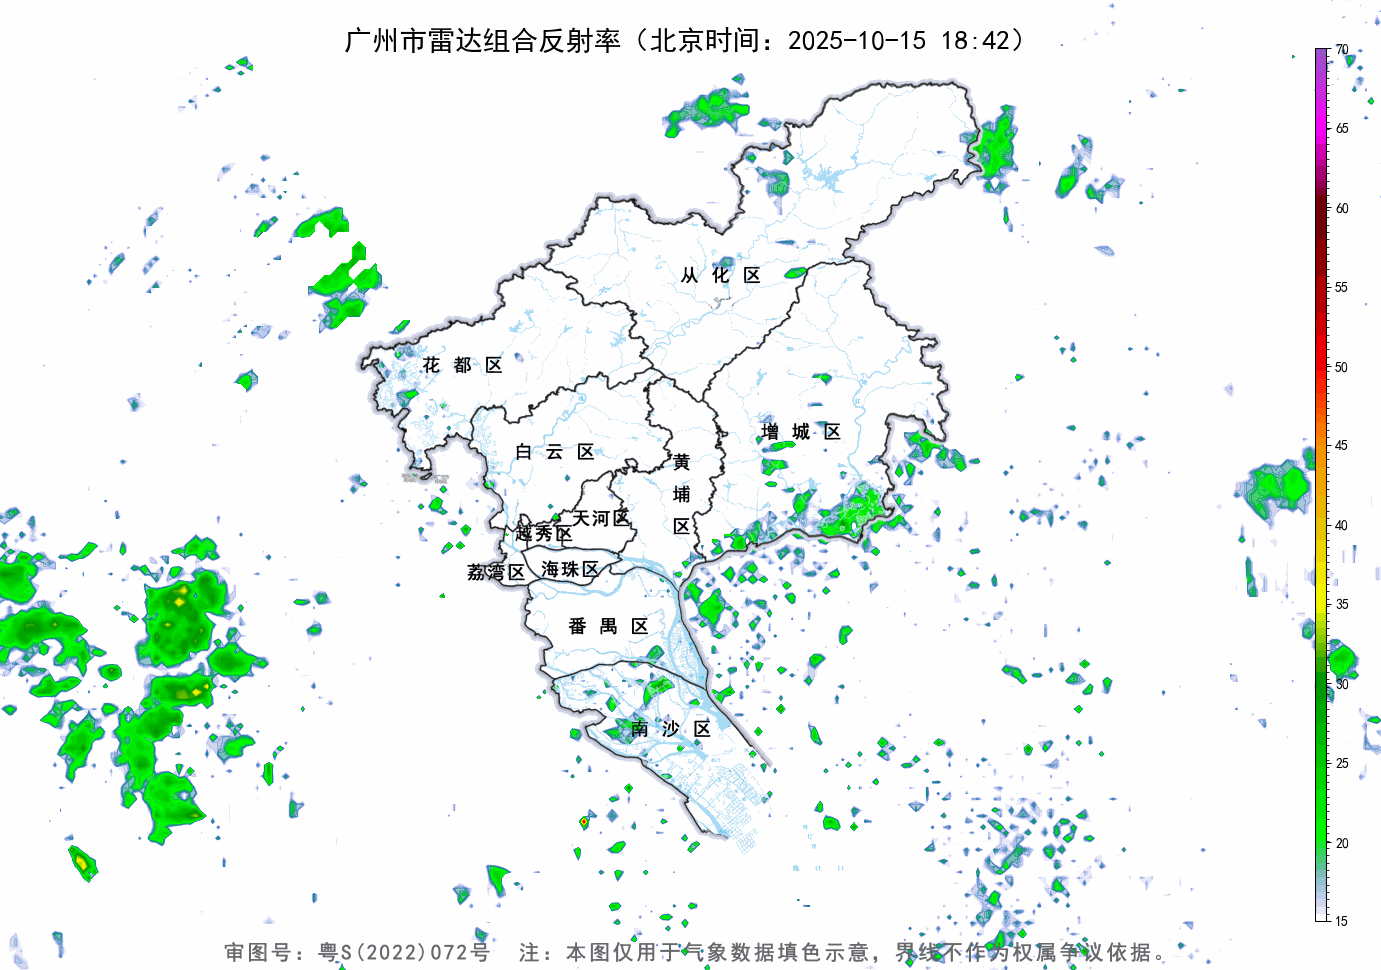 广州市雷达组合反射率（北京时间：2025-10-15 18:42）
70
65
60
55
50
45
40
35
30
25
20
15
从化区
花都区
增城区
白云区
黄埔区
天河区
越秀区
荔湾区
海珠区
番禺区
南沙区
审图号：粤S(2022)072号 注：本图仅用于气象数据填色示意，界线不作为权属争议依据。